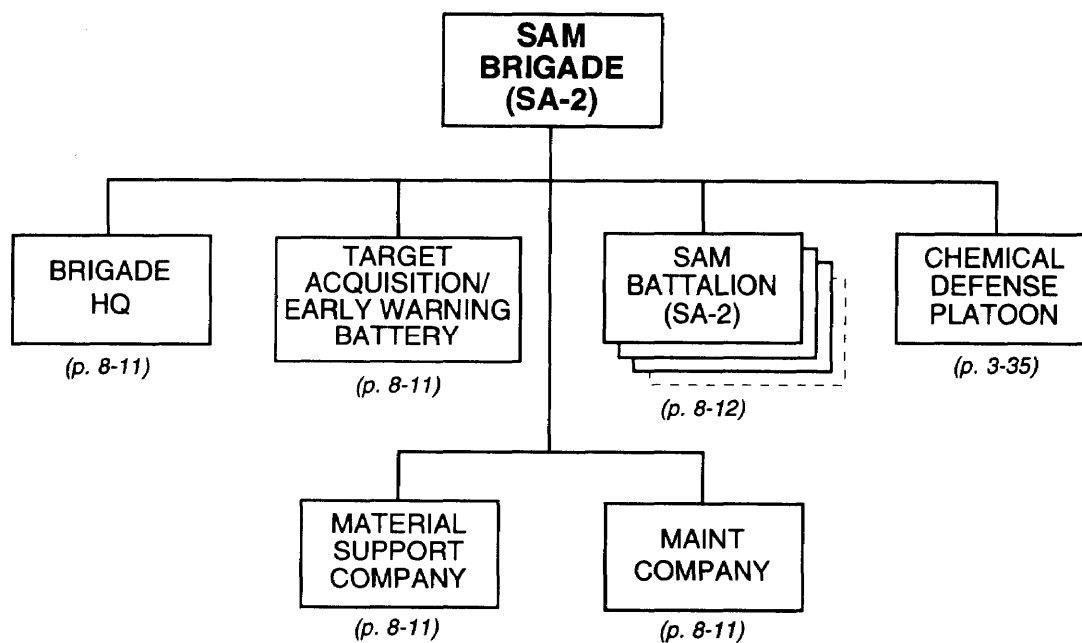 SAM
BRIGADE
(SA-2)
BRIGADE
HQ
(p. 8-11)
TARGET
ACQUISITION/
EARLY WARNING
BATTERY
(p. 8-11)
SAM
BATTALION
(SA-2)
(p. 8-12)
CHEMICAL
DEFENSE
PLATOON
(p. 3-35)
MATERIAL
SUPPORT
COMPANY
(p. 8-11)
MAINT
COMPANY
(p. 8-11)